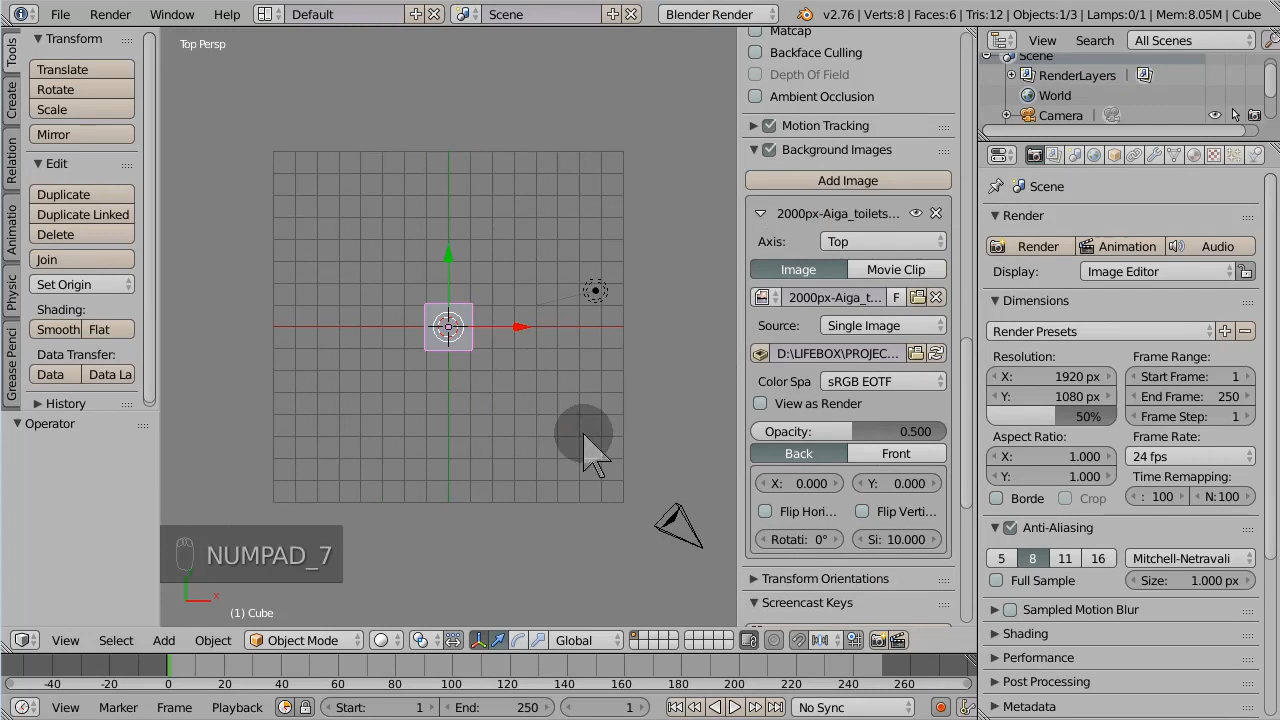 File Render Window Help Default Scene Blender Render v2.76 | Verts:8 | Faces:6 | Tris:12 | Objects:1/3 | Lamps:0/1 | Mem:8.05M | Cube
Tools
Create
Relation
Animatio
Physic
Grease Penci
Transform
Translate
Rotate
Scale
Mirror
Edit
Duplicate
Duplicate Linked
Delete
Join
Set Origin
Shading:
Smooth Flat
Data Transfer:
Data Data La
History
Operator
Top Persp
NUMPAD_7
x
(1) Cube
Matcap
Backface Culling
Depth Of Field
Ambient Occlusion
Motion Tracking
Background Images
Add Image
2000px-Aiga_toilets...
Axis: Top
Image Movie Clip
2000px-Aiga_t... F
Source: Single Image
D:\LIFEBOX\PROJEC...
Color Spa sRGB EOTF
View as Render
Opacity: 0.500
Back Front
X: 0.000 Y: 0.000
Flip Hori... Flip Verti...
Rotati: 0° Si: 10.000
Transform Orientations
Screencast Keys
View Search All Scenes
Scene
RenderLayers
World
Camera
Scene
Render
Render Animation Audio
Display: Image Editor
Dimensions
Render Presets
Resolution: Frame Range:
X: 1920 px Start Frame: 1
Y: 1080 px End Frame: 250
50% Frame Step: 1
Aspect Ratio: Frame Rate:
X: 1.000 24 fps
Y: 1.000 Time Remapping:
Borde Crop : 100 N:100
Anti-Aliasing
5 8 11 16 Mitchell-Netravali
Full Sample Size: 1.000 px
Sampled Motion Blur
Shading
Performance
Post Processing
Metadata
View Select Add Object Object Mode Global
-40 -20 0 20 40 60 80 100 120 140 160 180 200 220 240 260
View Marker Frame Playback Start: 1 End: 250 1 No Sync